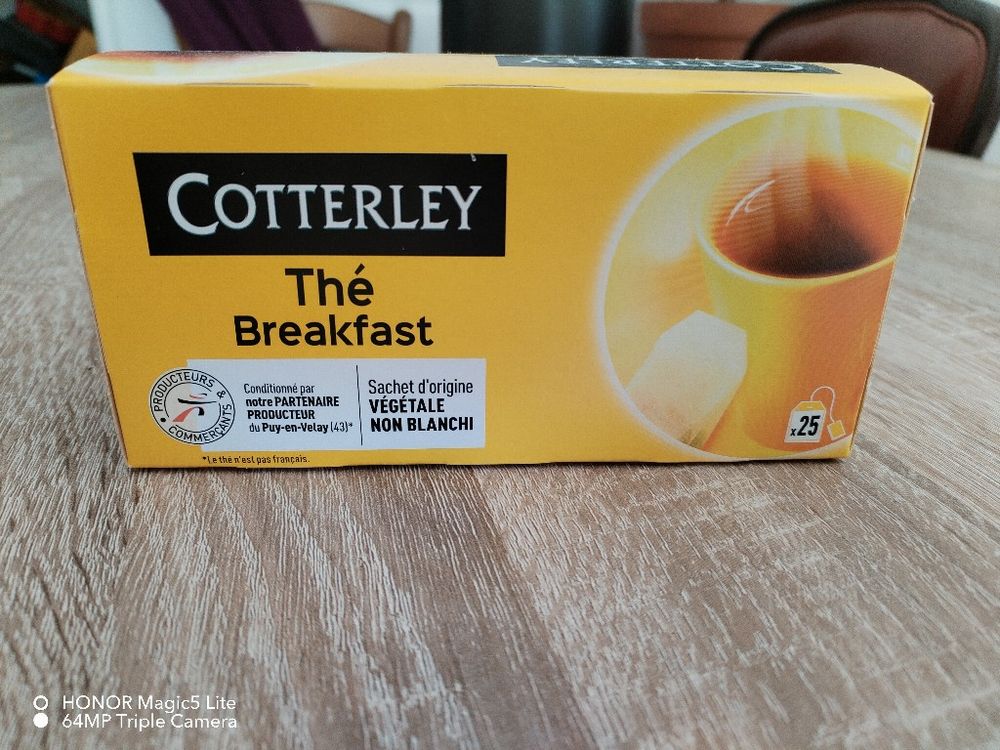 COTTERLEY
COTTERLEY
Thé
Breakfast
PRODUCTEURS &
COMMERÇANTS
Conditionné par
notre PARTENAIRE
PRODUCTEUR
du Puy-en-Velay (43)*
Sachet d'origine
VÉGÉTALE
NON BLANCHI
x25
*Le thé n'est pas français.
HONOR Magic5 Lite
64MP Triple Camera